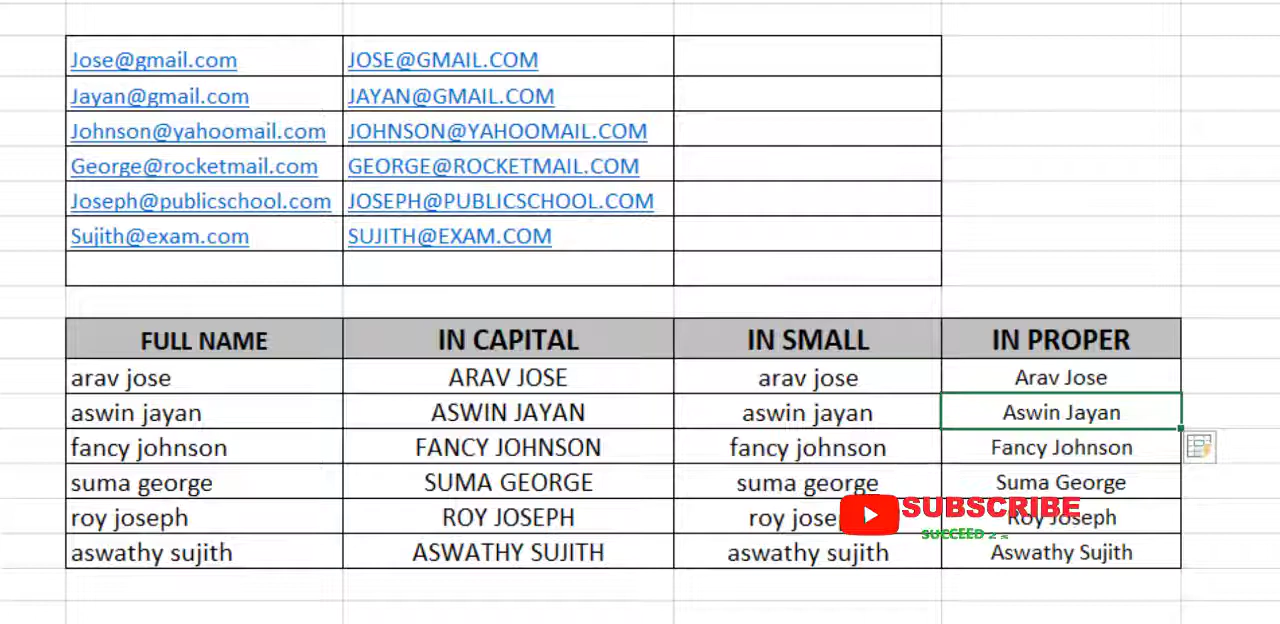 Jose@gmail.com JOSE@GMAIL.COM
Jayan@gmail.com JAYAN@GMAIL.COM
Johnson@yahoomail.com JOHNSON@YAHOOMAIL.COM
George@rocketmail.com GEORGE@ROCKETMAIL.COM
Joseph@publicschool.com JOSEPH@PUBLICSCHOOL.COM
Sujith@exam.com SUJITH@EXAM.COM
FULL NAME IN CAPITAL IN SMALL IN PROPER
arav jose ARAV JOSE arav jose Arav Jose
aswin jayan ASWIN JAYAN aswin jayan Aswin Jayan
fancy johnson FANCY JOHNSON fancy johnson Fancy Johnson
suma george SUMA GEORGE suma george Suma George
SUBSCRIBE
roy joseph ROY JOSEPH roy Roy Joseph
SUCCEED
aswathy sujith ASWATHY SUJITH aswathy sujith Aswathy Sujith